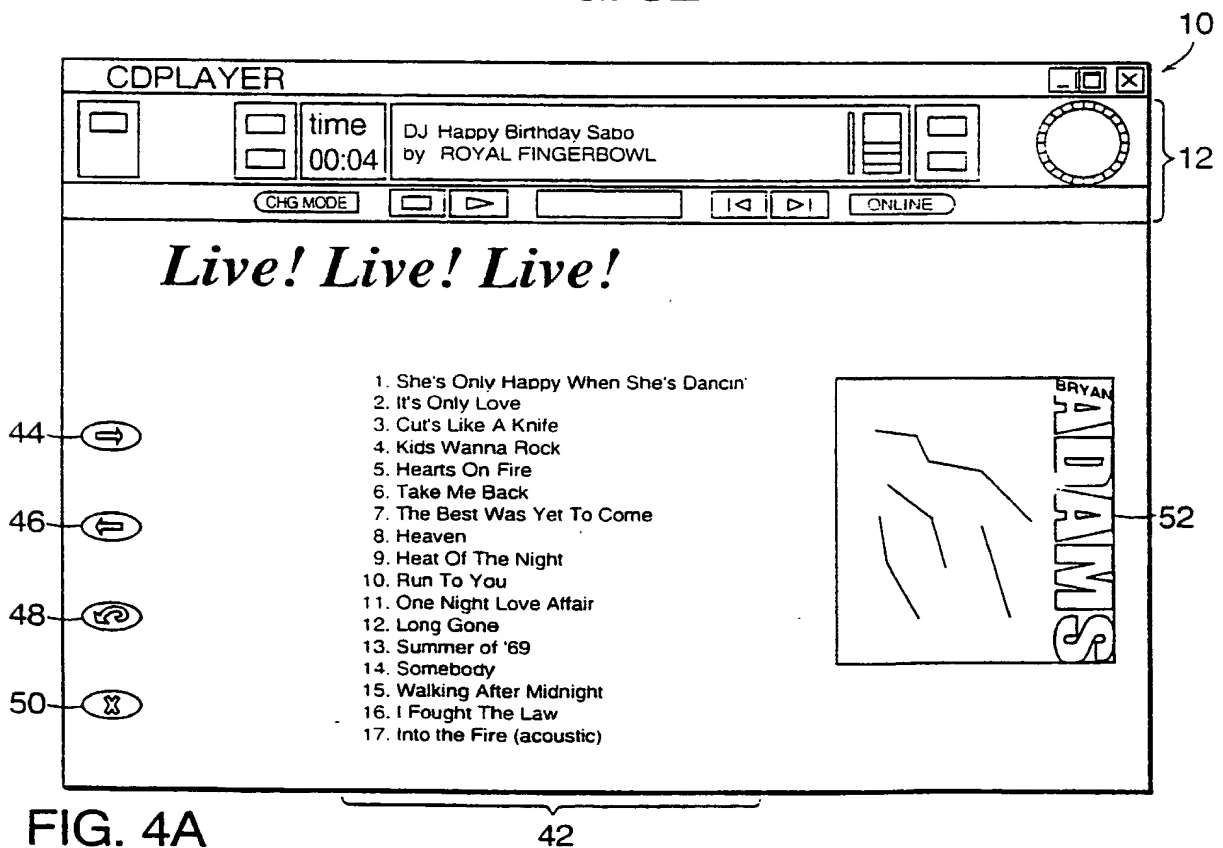 10
CDPLAYER
time
00:04
DJ Happy Birthday Sabo
by ROYAL FINGERBOWL
12
CHG MODE
ONLINE
Live! Live! Live!
1. She's Only Happy When She's Dancin'
2. It's Only Love
3. Cut's Like A Knife
4. Kids Wanna Rock
5. Hearts On Fire
6. Take Me Back
7. The Best Was Yet To Come
8. Heaven
9. Heat Of The Night
10. Run To You
11. One Night Love Affair
12. Long Gone
13. Summer of '69
14. Somebody
15. Walking After Midnight
16. I Fought The Law
17. Into the Fire (acoustic)
BRYAN
ADAMS
44
46
48
50
52
FIG. 4A
42